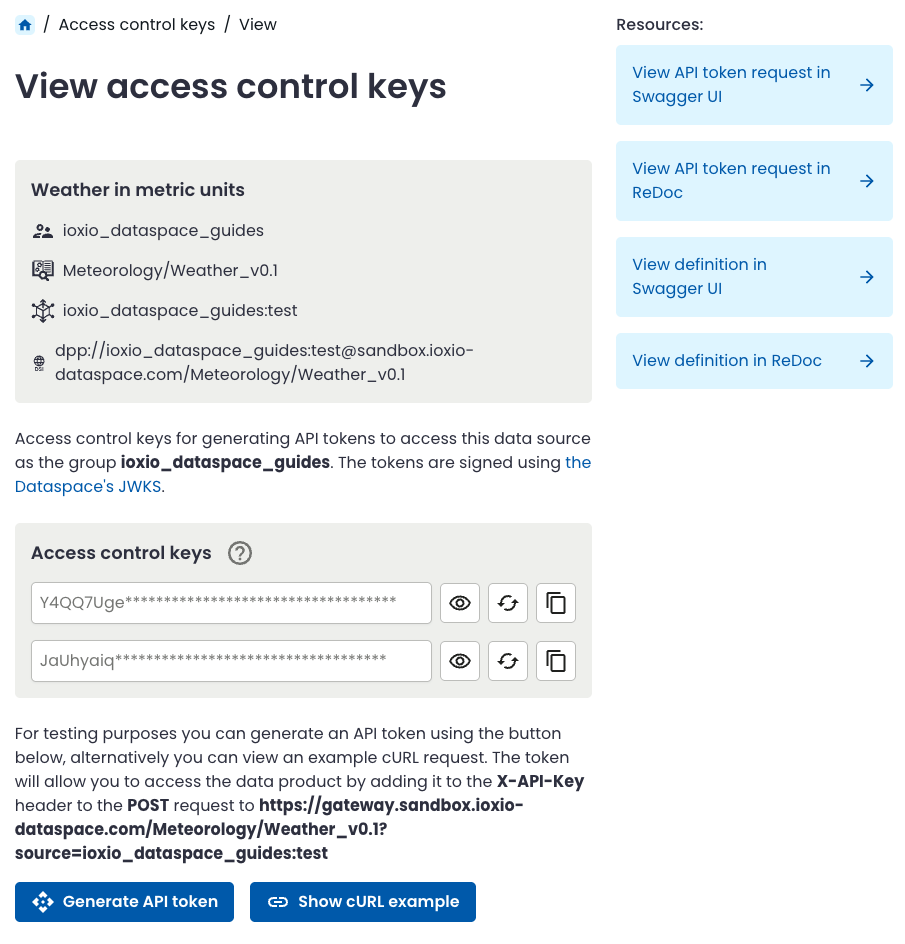 / Access control keys / View
View access control keys
Weather in metric units
ioxio_dataspace_guides
Meteorology/Weather_v0.1
ioxio_dataspace_guides:test
DSI
dpp://ioxio_dataspace_guides:test@sandbox.ioxio-
dataspace.com/Meteorology/Weather_v0.1
Access control keys for generating API tokens to access this data source
as the group ioxio_dataspace_guides. The tokens are signed using the
Dataspace's JWKS.
Access control keys ?
Y4QQ7Uge***********************************
JaUhyaiq***********************************
For testing purposes you can generate an API token using the button
below, alternatively you can view an example cURL request. The token
will allow you to access the data product by adding it to the X-API-Key
header to the POST request to https://gateway.sandbox.ioxio-
dataspace.com/Meteorology/Weather_v0.1?
source=ioxio_dataspace_guides:test
Generate API token
Show cURL example
Resources:
View API token request in
Swagger UI
View API token request in
ReDoc
View definition in
Swagger UI
View definition in ReDoc